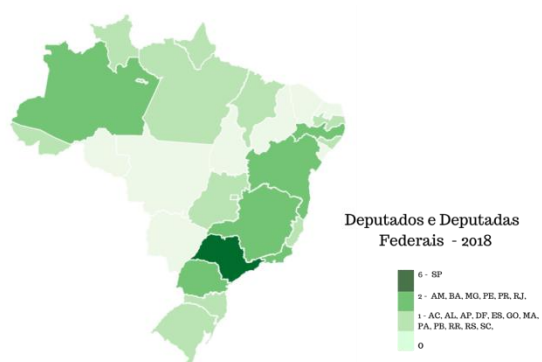 Deputados e Deputadas
Federais - 2018
6 - SP
2 - AM, BA, MG, PE, PR, RJ.
1 - AC, AL, AP, DF, ES, GO, MA,
PA, PB, RR, RS, SC.
0